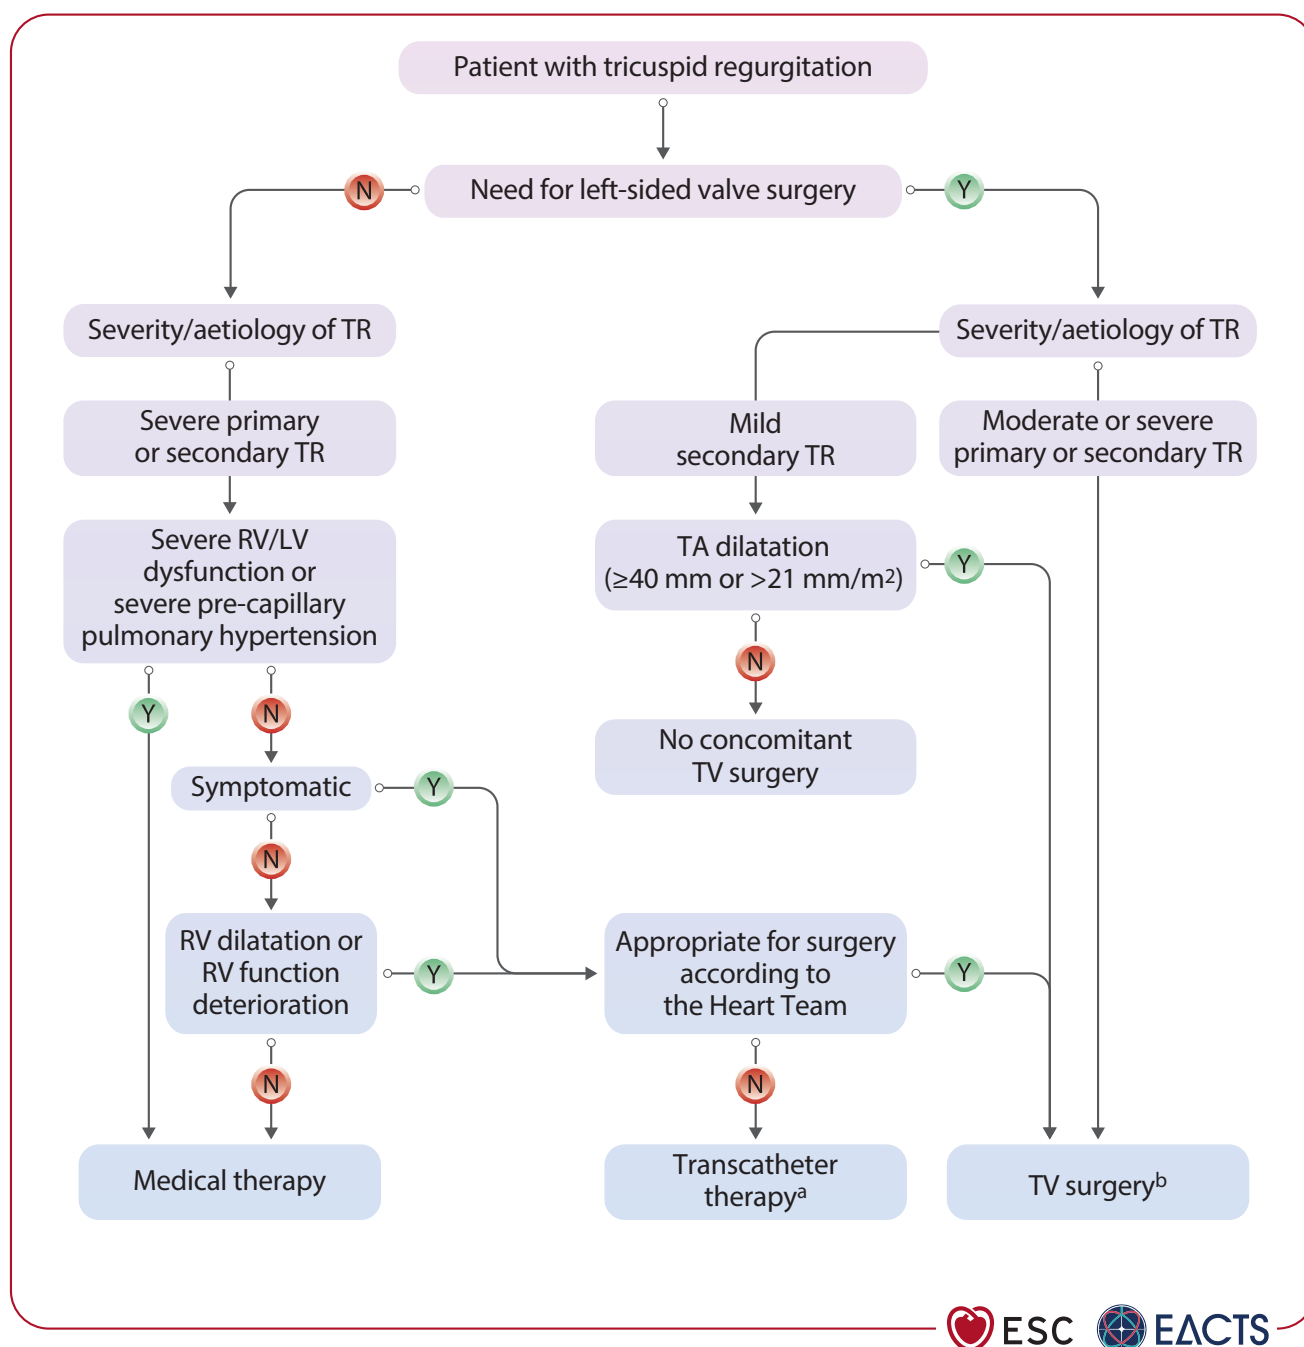 Patient with tricuspid regurgitation
Need for left-sided valve surgery
N
Y
Severity/aetiology of TR
Severity/aetiology of TR
Severe primary
or secondary TR
Mild
secondary TR
Moderate or severe
primary or secondary TR
Severe RV/LV
dysfunction or
severe pre-capillary
pulmonary hypertension
TA dilatation
(≥40 mm or >21 mm/m²)
Y
N
Y
N
No concomitant
TV surgery
Symptomatic
Y
N
RV dilatation or
RV function
deterioration
Y
Appropriate for surgery
according to
the Heart Team
Y
N
N
Medical therapy
Transcatheter
therapyᵃ
TV surgeryᵇ
ESC
EACTS